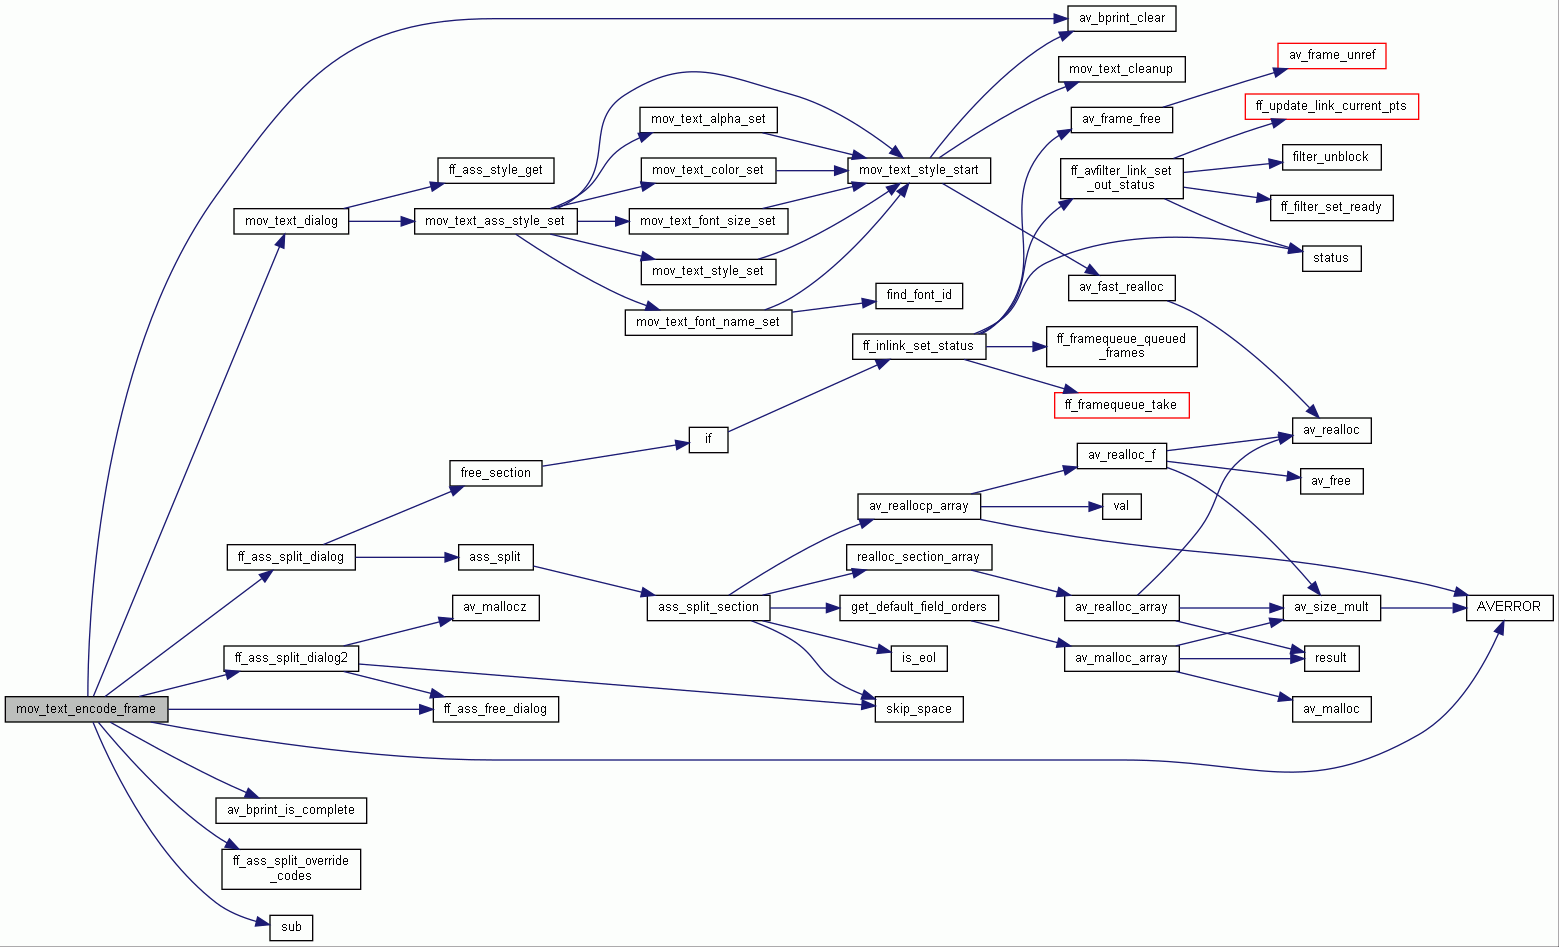 av_bprint_clear
av_frame_unref
mov_text_cleanup
ff_update_link_current_pts
mov_text_alpha_set
av_frame_free
filter_unblock
ff_ass_style_get
mov_text_color_set
mov_text_style_start
ff_avfilter_link_set
_out_status
ff_filter_set_ready
mov_text_dialog
mov_text_ass_style_set
mov_text_font_size_set
status
mov_text_style_set
av_fast_realloc
find_font_id
mov_text_font_name_set
ff_inlink_set_status
ff_framequeue_queued
_frames
ff_framequeue_take
av_realloc
if
av_realloc_f
free_section
av_free
av_reallocp_array
val
ff_ass_split_dialog
ass_split
realloc_section_array
av_mallocz
ass_split_section
get_default_field_orders
av_realloc_array
av_size_mult
AVERROR
ff_ass_split_dialog2
is_eol
av_malloc_array
result
mov_text_encode_frame
ff_ass_free_dialog
skip_space
av_malloc
av_bprint_is_complete
ff_ass_split_override
_codes
sub